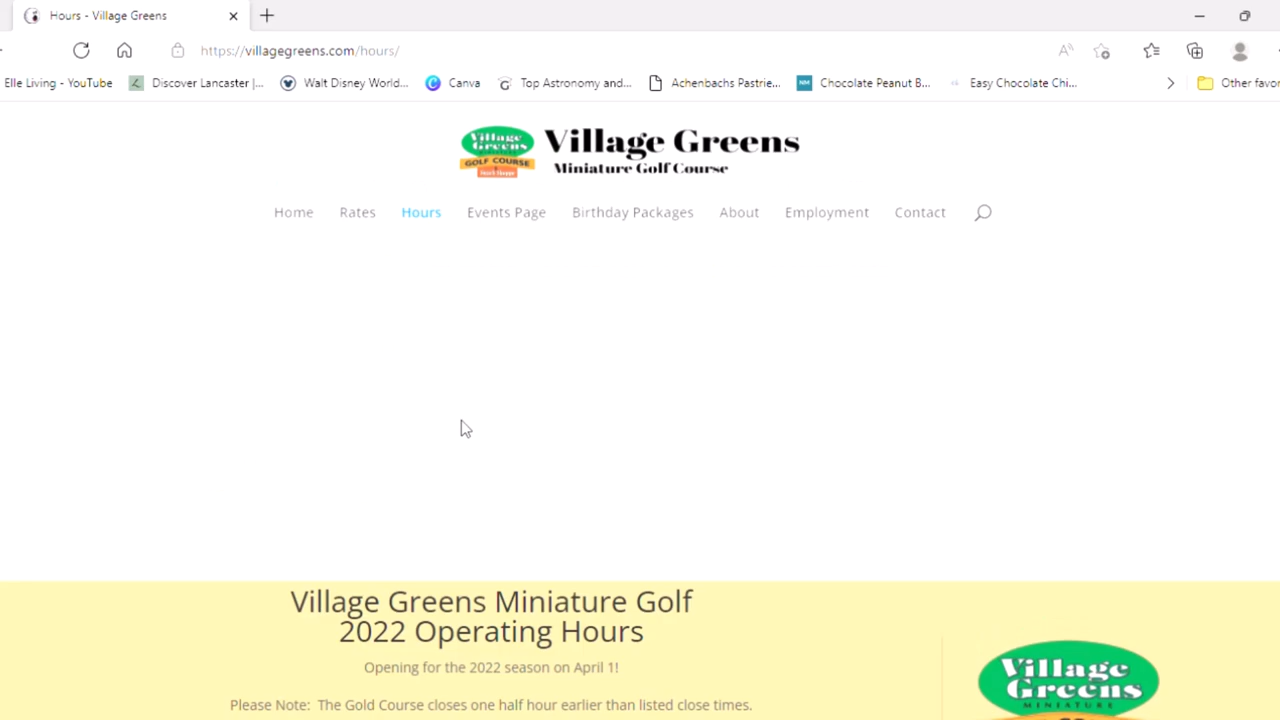 Hours - Village Greens
https://villagegreens.com/hours/
Elle Living - YouTube
Discover Lancaster |...
Walt Disney World...
Canva
Top Astronomy and...
Achenbachs Pastrie...
NM
Chocolate Peanut B...
Easy Chocolate Chi...
Other favor
Village Greens
MINIATURE
GOLF COURSE
Village Greens
Miniature Golf Course
Home Rates Hours Events Page Birthday Packages About Employment Contact
Village Greens Miniature Golf
2022 Operating Hours
Opening for the 2022 season on April 1!
Please Note: The Gold Course closes one half hour earlier than listed close times.
Village
Greens
MINIATURE